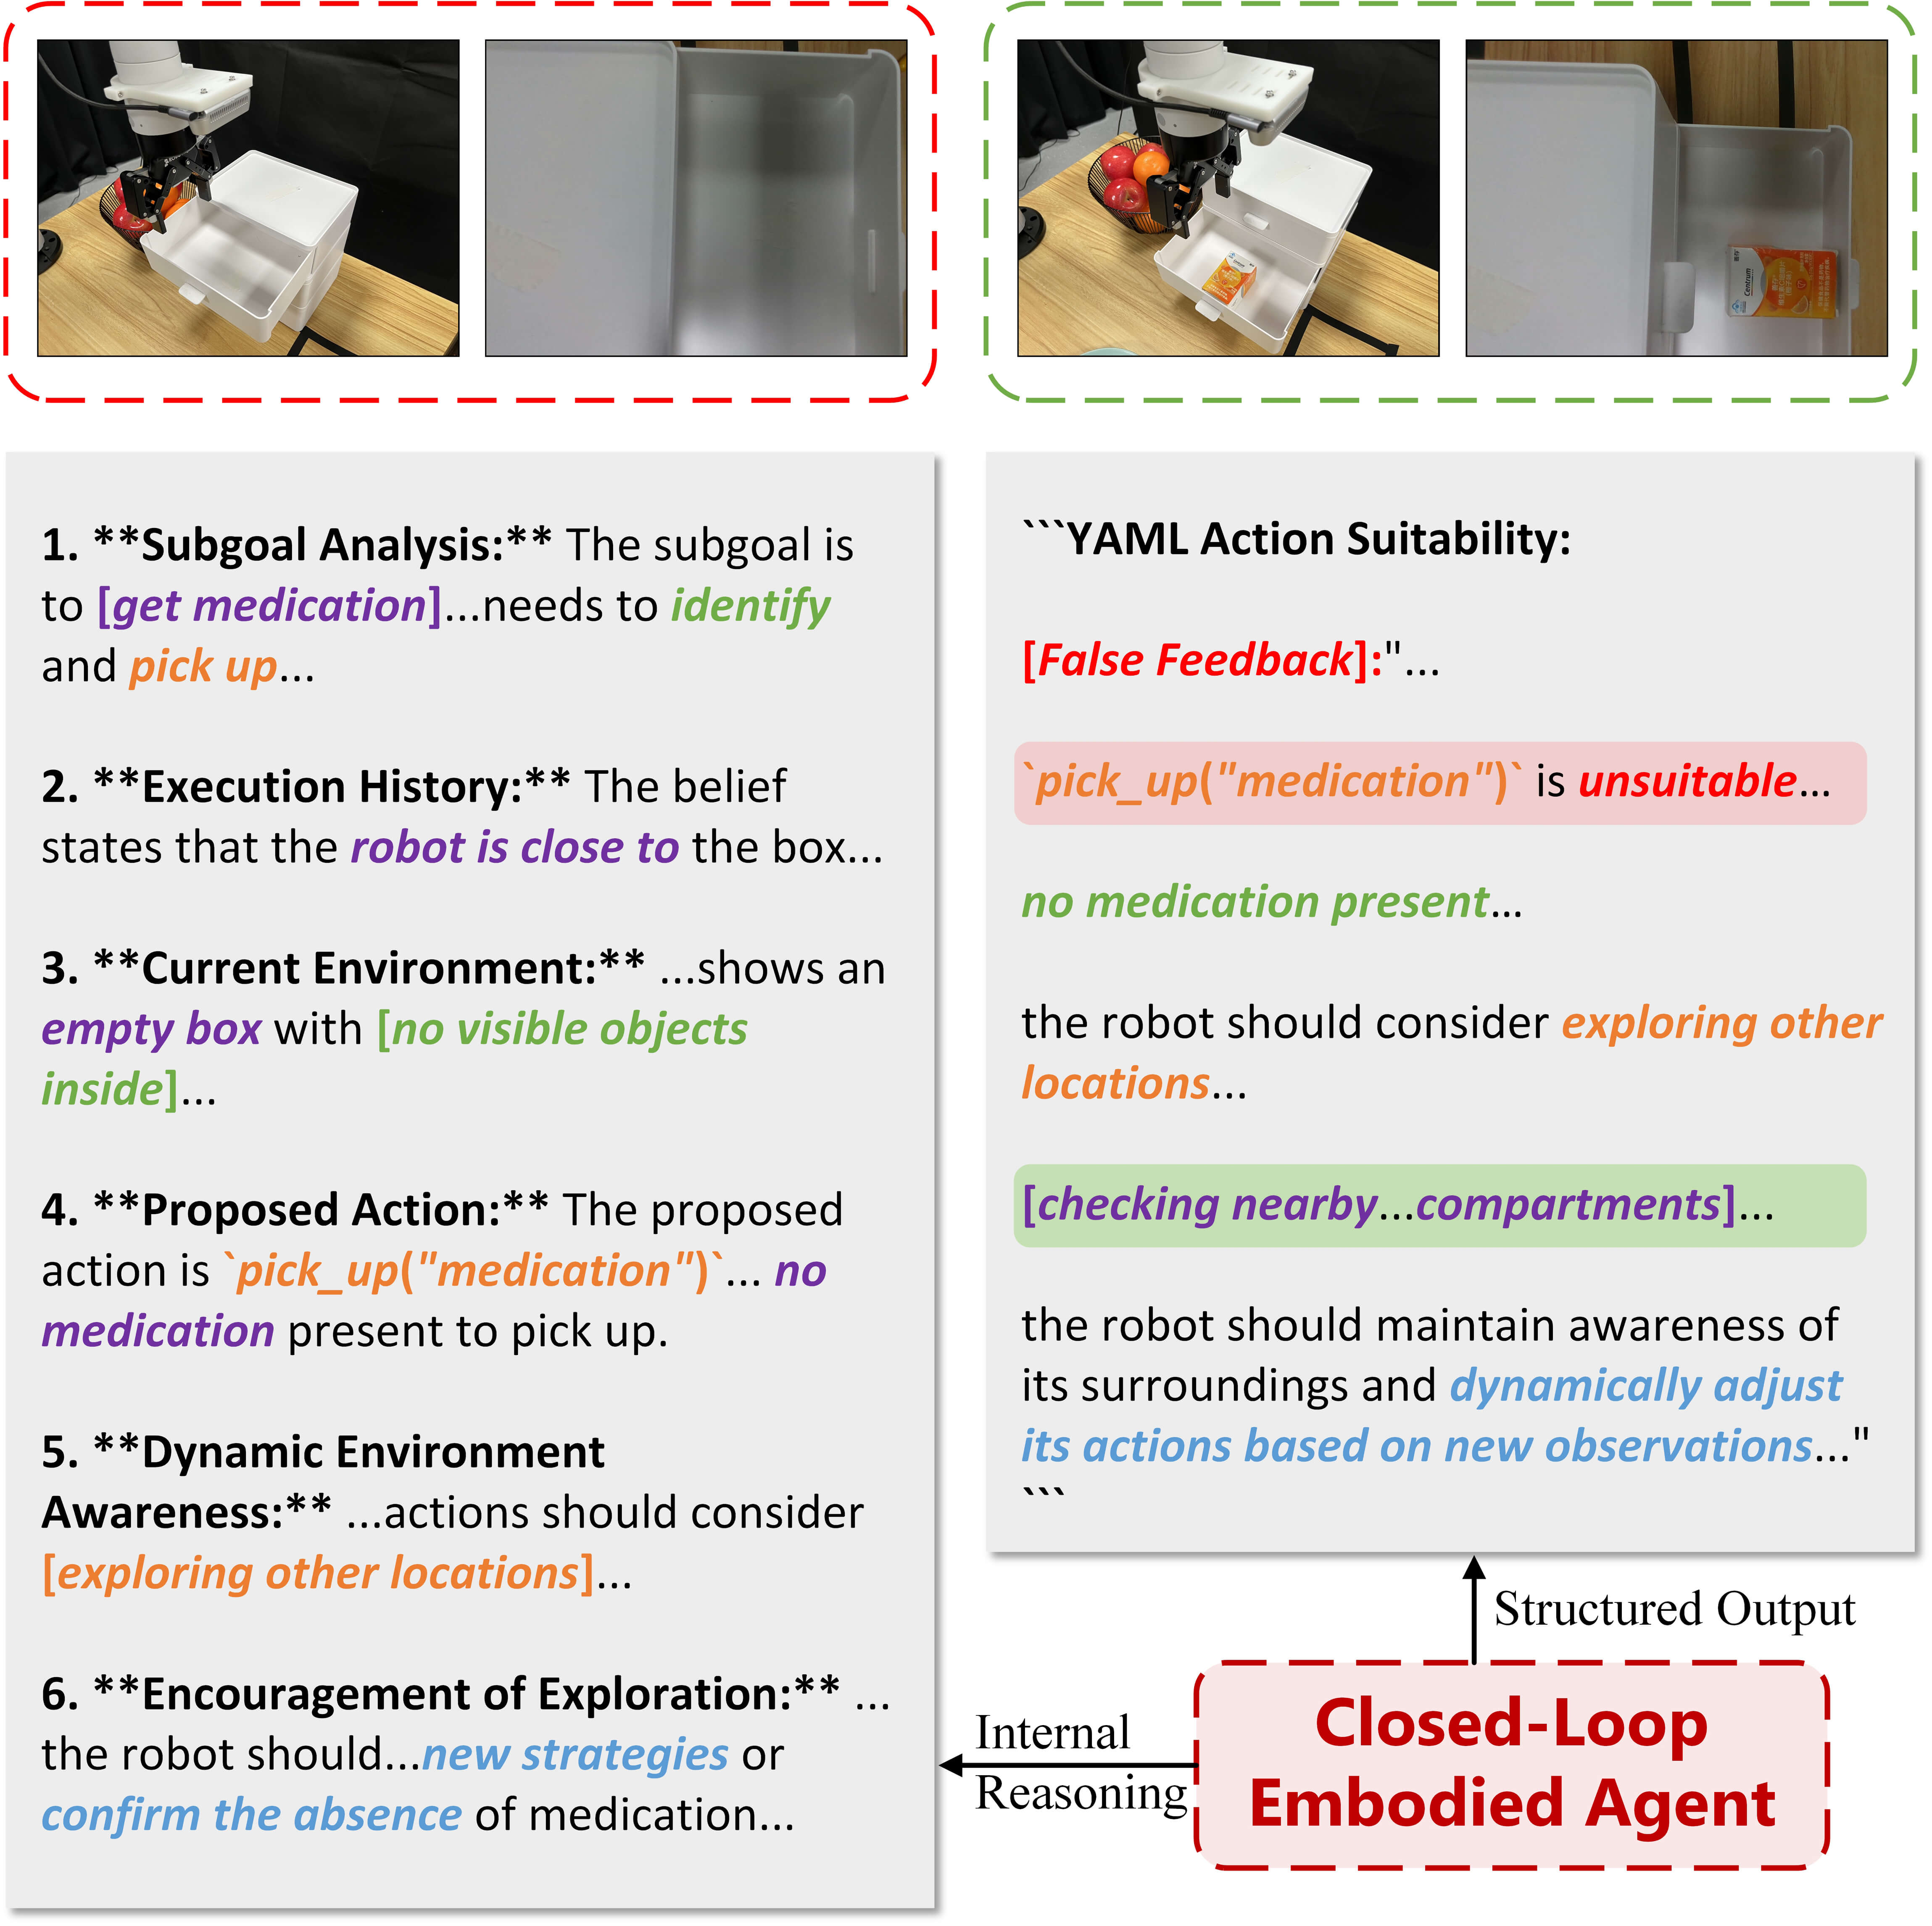 Centrum
1. **Subgoal Analysis:** The subgoal is
to [get medication]...needs to identify
and pick up...
2. **Execution History:** The belief
states that the robot is close to the box...
3. **Current Environment:** ...shows an
empty box with [no visible objects
inside]...
4. **Proposed Action:** The proposed
action is `pick_up("medication")`... no
medication present to pick up.
5. **Dynamic Environment
Awareness:** ...actions should consider
[exploring other locations]...
6. **Encouragement of Exploration:** ...
the robot should...new strategies or
confirm the absence of medication...
```YAML Action Suitability:
[False Feedback]:"...
`pick_up("medication")` is unsuitable...
no medication present...
the robot should consider exploring other
locations...
[checking nearby...compartments]...
the robot should maintain awareness of
its surroundings and dynamically adjust
its actions based on new observations..."
```
Structured Output
Internal
Reasoning
Closed-Loop
Embodied Agent